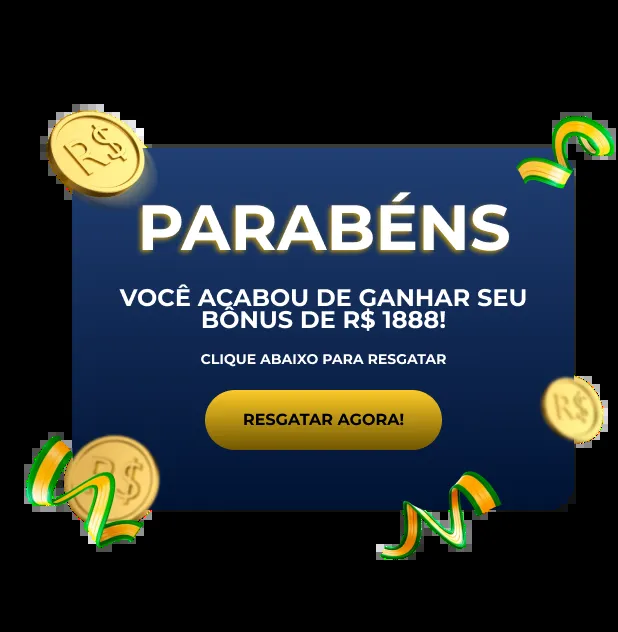 R$
PARABÉNS
VOCÊ ACABOU DE GANHAR SEU
BÔNUS DE R$ 1888!
CLIQUE ABAIXO PARA RESGATAR
RESGATAR AGORA!
R$
R$